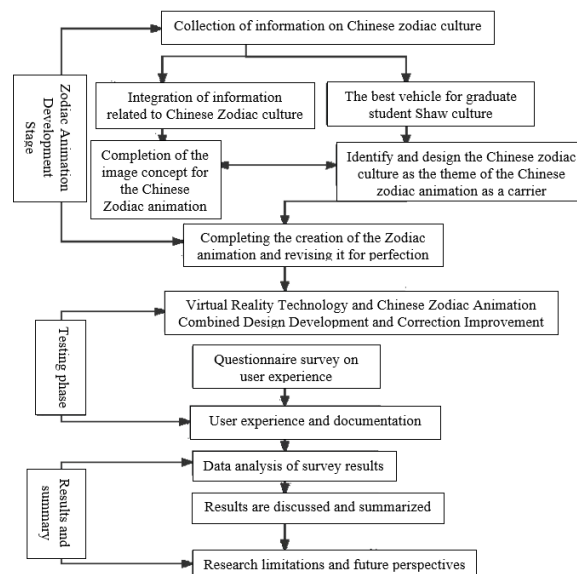 Collection of information on Chinese zodiac culture
Zodiac Animation
Development
Stage
Integration of information
related to Chinese Zodiac culture
The best vehicle for graduate
student Shaw culture
Completion of the
image concept for
the Chinese
Zodiac animation
Identify and design the Chinese zodiac
culture as the theme of the Chinese
zodiac animation as a carrier
Completing the creation of the Zodiac
animation and revising it for perfection
Virtual Reality Technology and Chinese Zodiac Animation
Combined Design Development and Correction Improvement
Testing phase
Questionnaire survey on
user experience
User experience and documentation
Data analysis of survey results
Results and
summary
Results are discussed and summarized
Research limitations and future perspectives